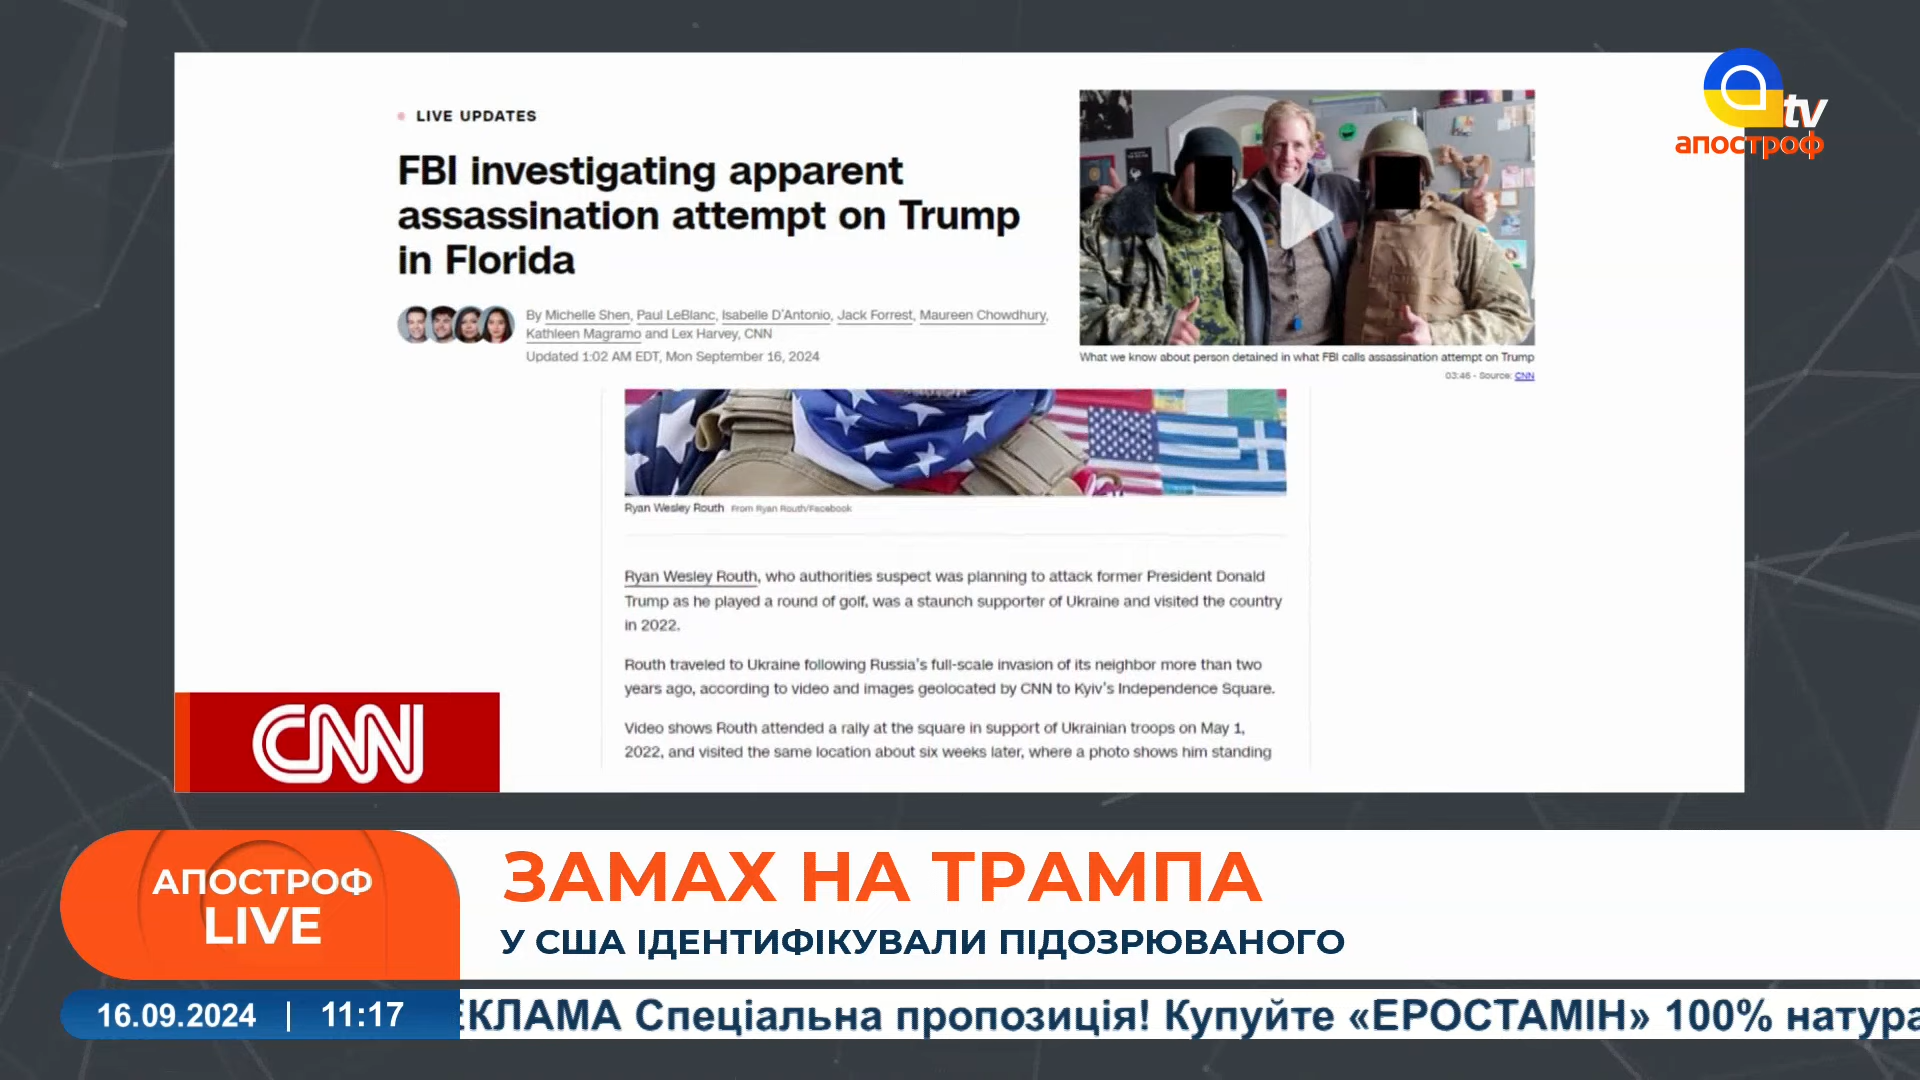 LIVE UPDATES
FBI investigating apparent
assassination attempt on Trump
in Florida
By Michelle Shen, Paul LeBlanc, Isabelle D'Antonio, Jack Forrest, Maureen Chowdhury,
Kathleen Magramo and Lex Harvey, CNN
Updated 1:02 AM EDT, Mon September 16, 2024
What we know about person detained in what FBI calls assassination attempt on Trump
03:46 - Source: CNN
tv
апостроф
Ryan Wesley Routh From Ryan Routh/Facebook
Ryan Wesley Routh, who authorities suspect was planning to attack former President Donald
Trump as he played a round of golf, was a staunch supporter of Ukraine and visited the country
in 2022.
Routh traveled to Ukraine following Russia's full-scale invasion of its neighbor more than two
years ago, according to video and images geolocated by CNN to Kyiv's Independence Square.
Video shows Routh attended a rally at the square in support of Ukrainian troops on May 1,
2022, and visited the same location about six weeks later, where a photo shows him standing
CNN
АПОСТРОФ
LIVE
ЗАМАХ НА ТРАМПА
У США ІДЕНТИФІКУВАЛИ ПІДОЗРЮВАНОГО
16.09.2024 | 11:17
ЕКЛАМА Спеціальна пропозиція! Купуйте «ЕРОСТАМІН» 100% натура